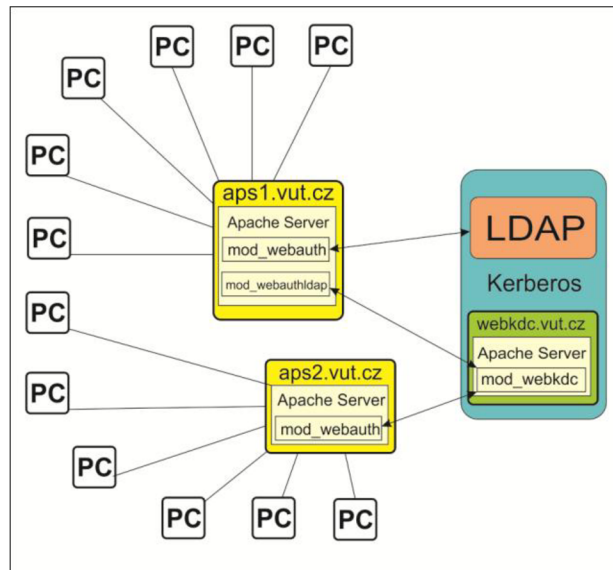 PC
PC
PC
PC
PC
PC
aps1.vut.cz
Apache Server
mod_webauth
mod_webauthldap
LDAP
Kerberos
webkdc.vut.cz
Apache Server
mod_webkdc
PC
aps2.vut.cz
Apache Server
mod_webauth
PC
PC
PC
PC
PC